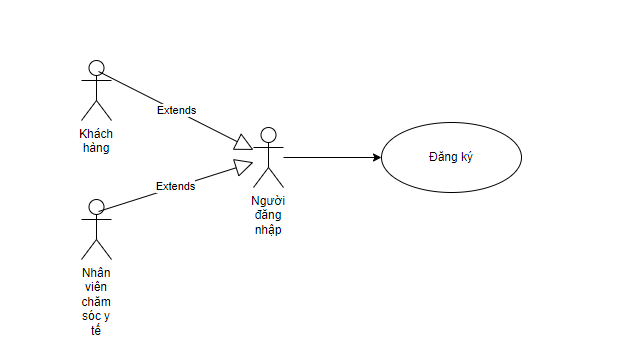 Khách
hàng
Extends
Extends
Nhân
viên
chăm
sóc y
tế
Người
đăng
nhập
Đăng ký